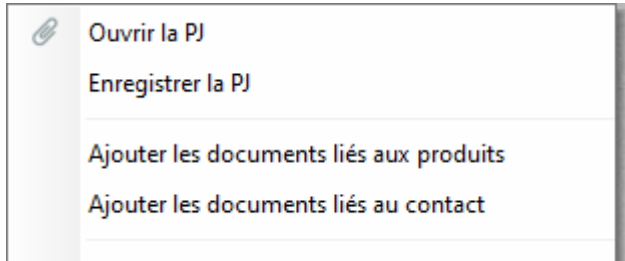 Ouvrir la PJ
Enregistrer la PJ
Ajouter les documents liés aux produits
Ajouter les documents liés au contact